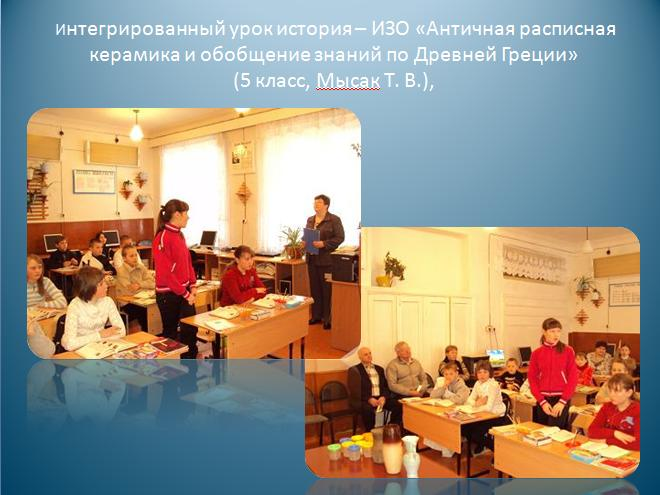 Интегрированный урок история – ИЗО «Античная расписная
керамика и обобщение знаний по Древней Греции»
(5 класс, Мысак Т. В.),